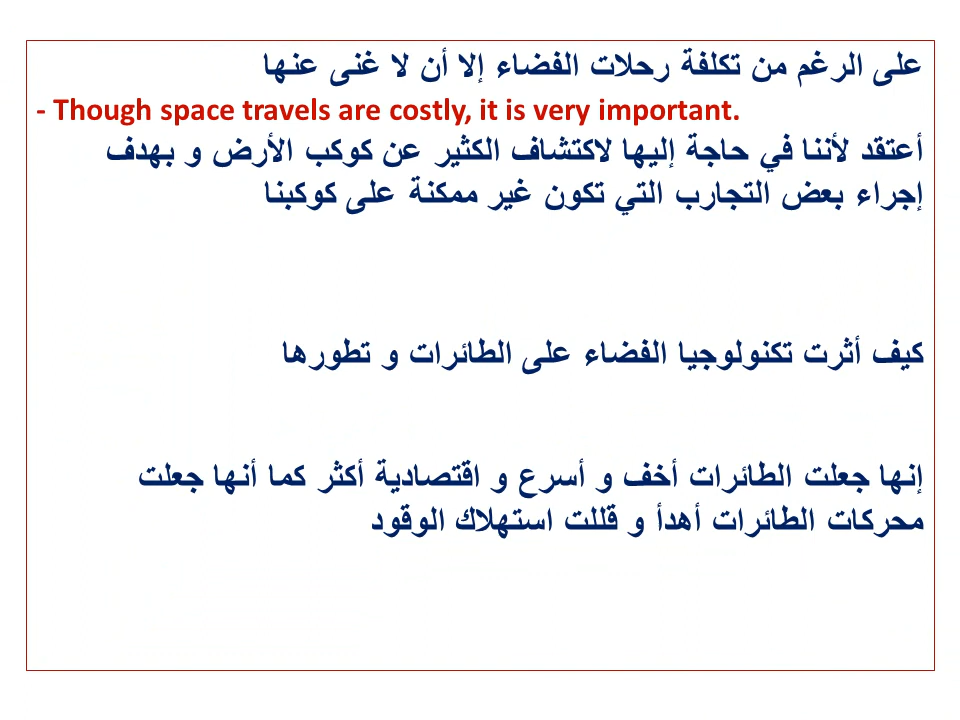 على الرغم من تكلفة رحلات الفضاء إلا أن لا غنى عنها
- Though space travels are costly, it is very important.
أعتقد لأننا في حاجة إليها لاكتشاف الكثير عن كوكب الأرض و بهدف
إجراء بعض التجارب التي تكون غير ممكنة على كوكبنا
كيف أثرت تكنولوجيا الفضاء على الطائرات و تطورها
إنها جعلت الطائرات أخف و أسرع و اقتصادية أكثر كما أنها جعلت
محركات الطائرات أهدأ و قللت استهلاك الوقود